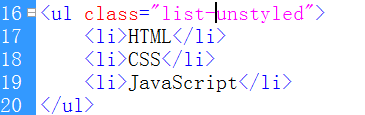 16 <ul class="list-unstyled">
17     <li>HTML</li>
18     <li>CSS</li>
19     <li>JavaScript</li>
20 </ul>